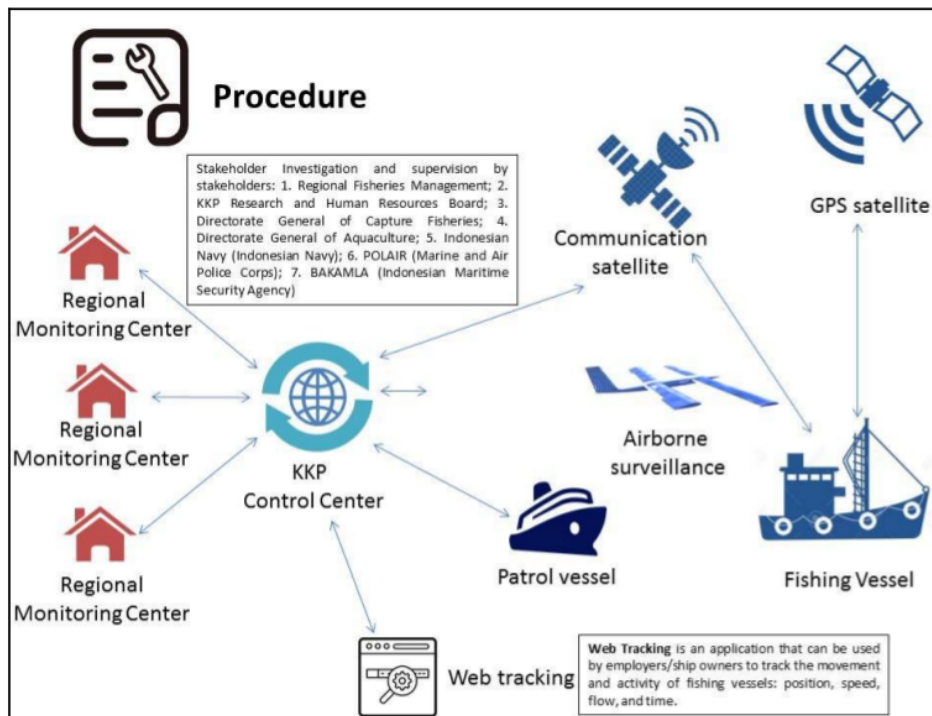 Procedure
Stakeholder Investigation and supervision by
stakeholders: 1. Regional Fisheries Management; 2.
KKP Research and Human Resources Board; 3.
Directorate General of Capture Fisheries; 4.
Directorate General of Aquaculture; 5. Indonesian
Navy (Indonesian Navy); 6. POLAIR (Marine and Air
Police Corps); 7. BAKAMLA (Indonesian Maritime
Security Agency)
GPS satellite
Communication
satellite
Regional
Monitoring Center
Regional
Monitoring Center
Airborne
surveillance
KKP
Control Center
Regional
Monitoring Center
Patrol vessel
Fishing Vessel
Web tracking
Web Tracking is an application that can be used
by employers/ship owners to track the movement
and activity of fishing vessels: position, speed,
flow, and time.